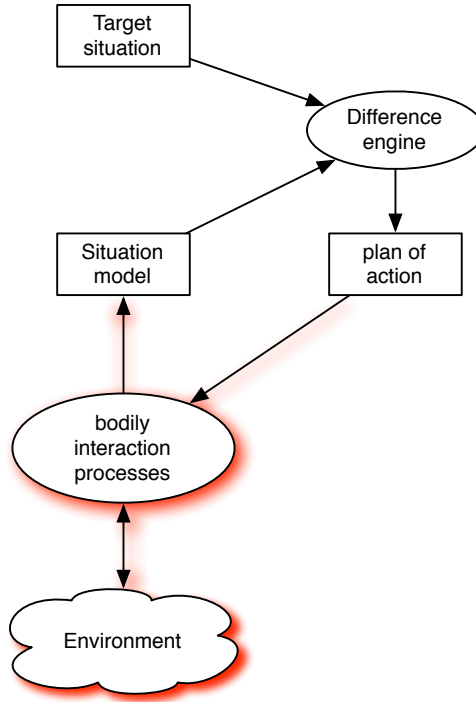 Target
situation
Difference
engine
Situation
model
plan of
action
bodily
interaction
processes
Environment